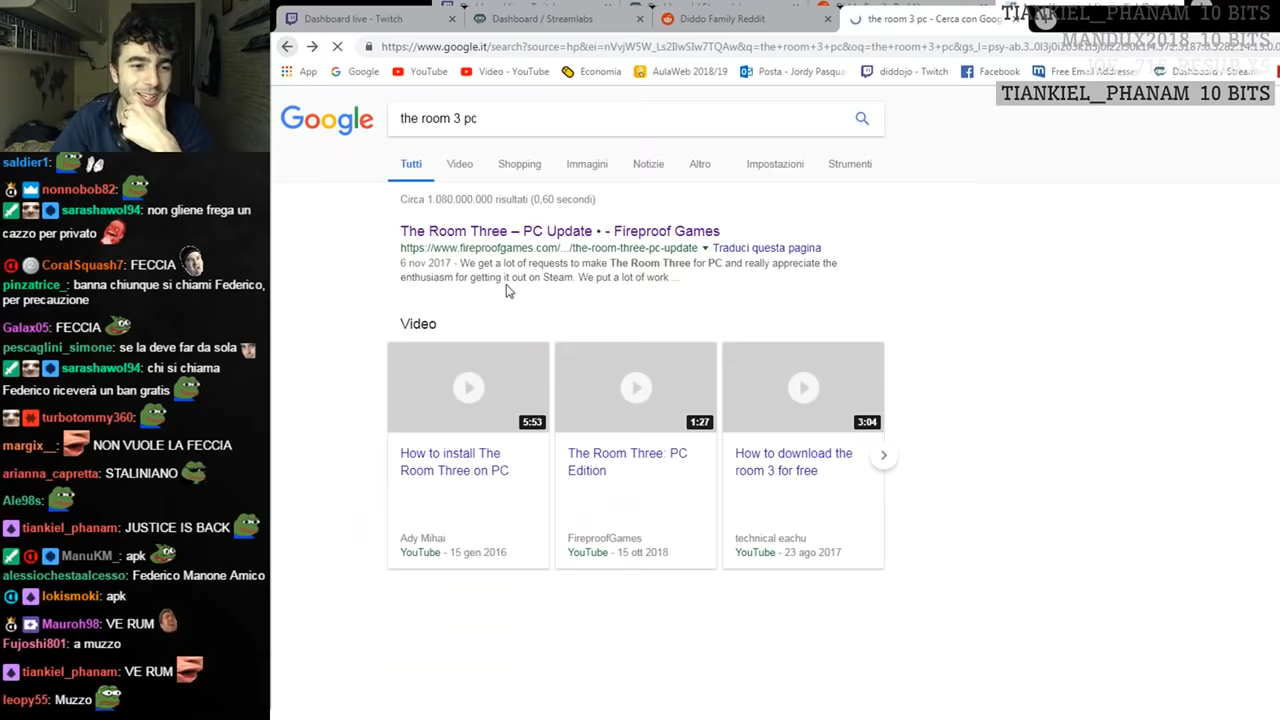 Dashboard live - Twitch
Dashboard / Streamlabs
Diddo Family Reddit
the room 3 pc - Cerca con Goog
TIANKIEL_PHANAM 10 BITS
MANDUX2018 10 BITS
TIANKIEL_PHANAM 10 BITS
App
Google
YouTube
Video - YouTube
Economia
AulaWeb 2018/19
Posta - Jordy Pasqua
diddojo - Twitch
Facebook
Free Email Addresse
Dashboard / Stream
Google
the room 3 pc
Tutti
Video
Shopping
Immagini
Notizie
Altro
Impostazioni
Strumenti
Circa 1.080.000.000 risultati (0,60 secondi)
The Room Three – PC Update • - Fireproof Games
https://www.fireproofgames.com/.../the-room-three-pc-update Traduci questa pagina
6 nov 2017 - We get a lot of requests to make The Room Three for PC and really appreciate the
enthusiasm for getting it out on Steam. We put a lot of work ...
Video
5:53
1:27
3:04
How to install The
Room Three on PC
Ady Mihai
YouTube - 15 gen 2016
The Room Three: PC
Edition
FireproofGames
YouTube - 15 ott 2018
How to download the
room 3 for free
technical eachu
YouTube - 23 ago 2017
saldier1:
nonnobob82:
sarashawol94: non gliene frega un
cazzo per privato
CoralSquash7: FECCIA
pinzatrice_: banna chiunque si chiami Federico,
per precauzione
Galax05: FECCIA
pescaglini_simone: se la deve far da sola
sarashawol94: chi si chiama
Federico riceverà un ban gratis
turbotommy360:
margix__: NON VUOLE LA FECCIA
arianna_capretta: STALINIANO
Ale98s:
tiankiel_phanam: JUSTICE IS BACK
ManuKM_: apk
alessiochestaalcesso: Federico Manone Amico
lokismoki: apk
Mauroh98: VE RUM
Fujoshi801: a muzzo
tiankiel_phanam: VE RUM
leopy55: Muzzo